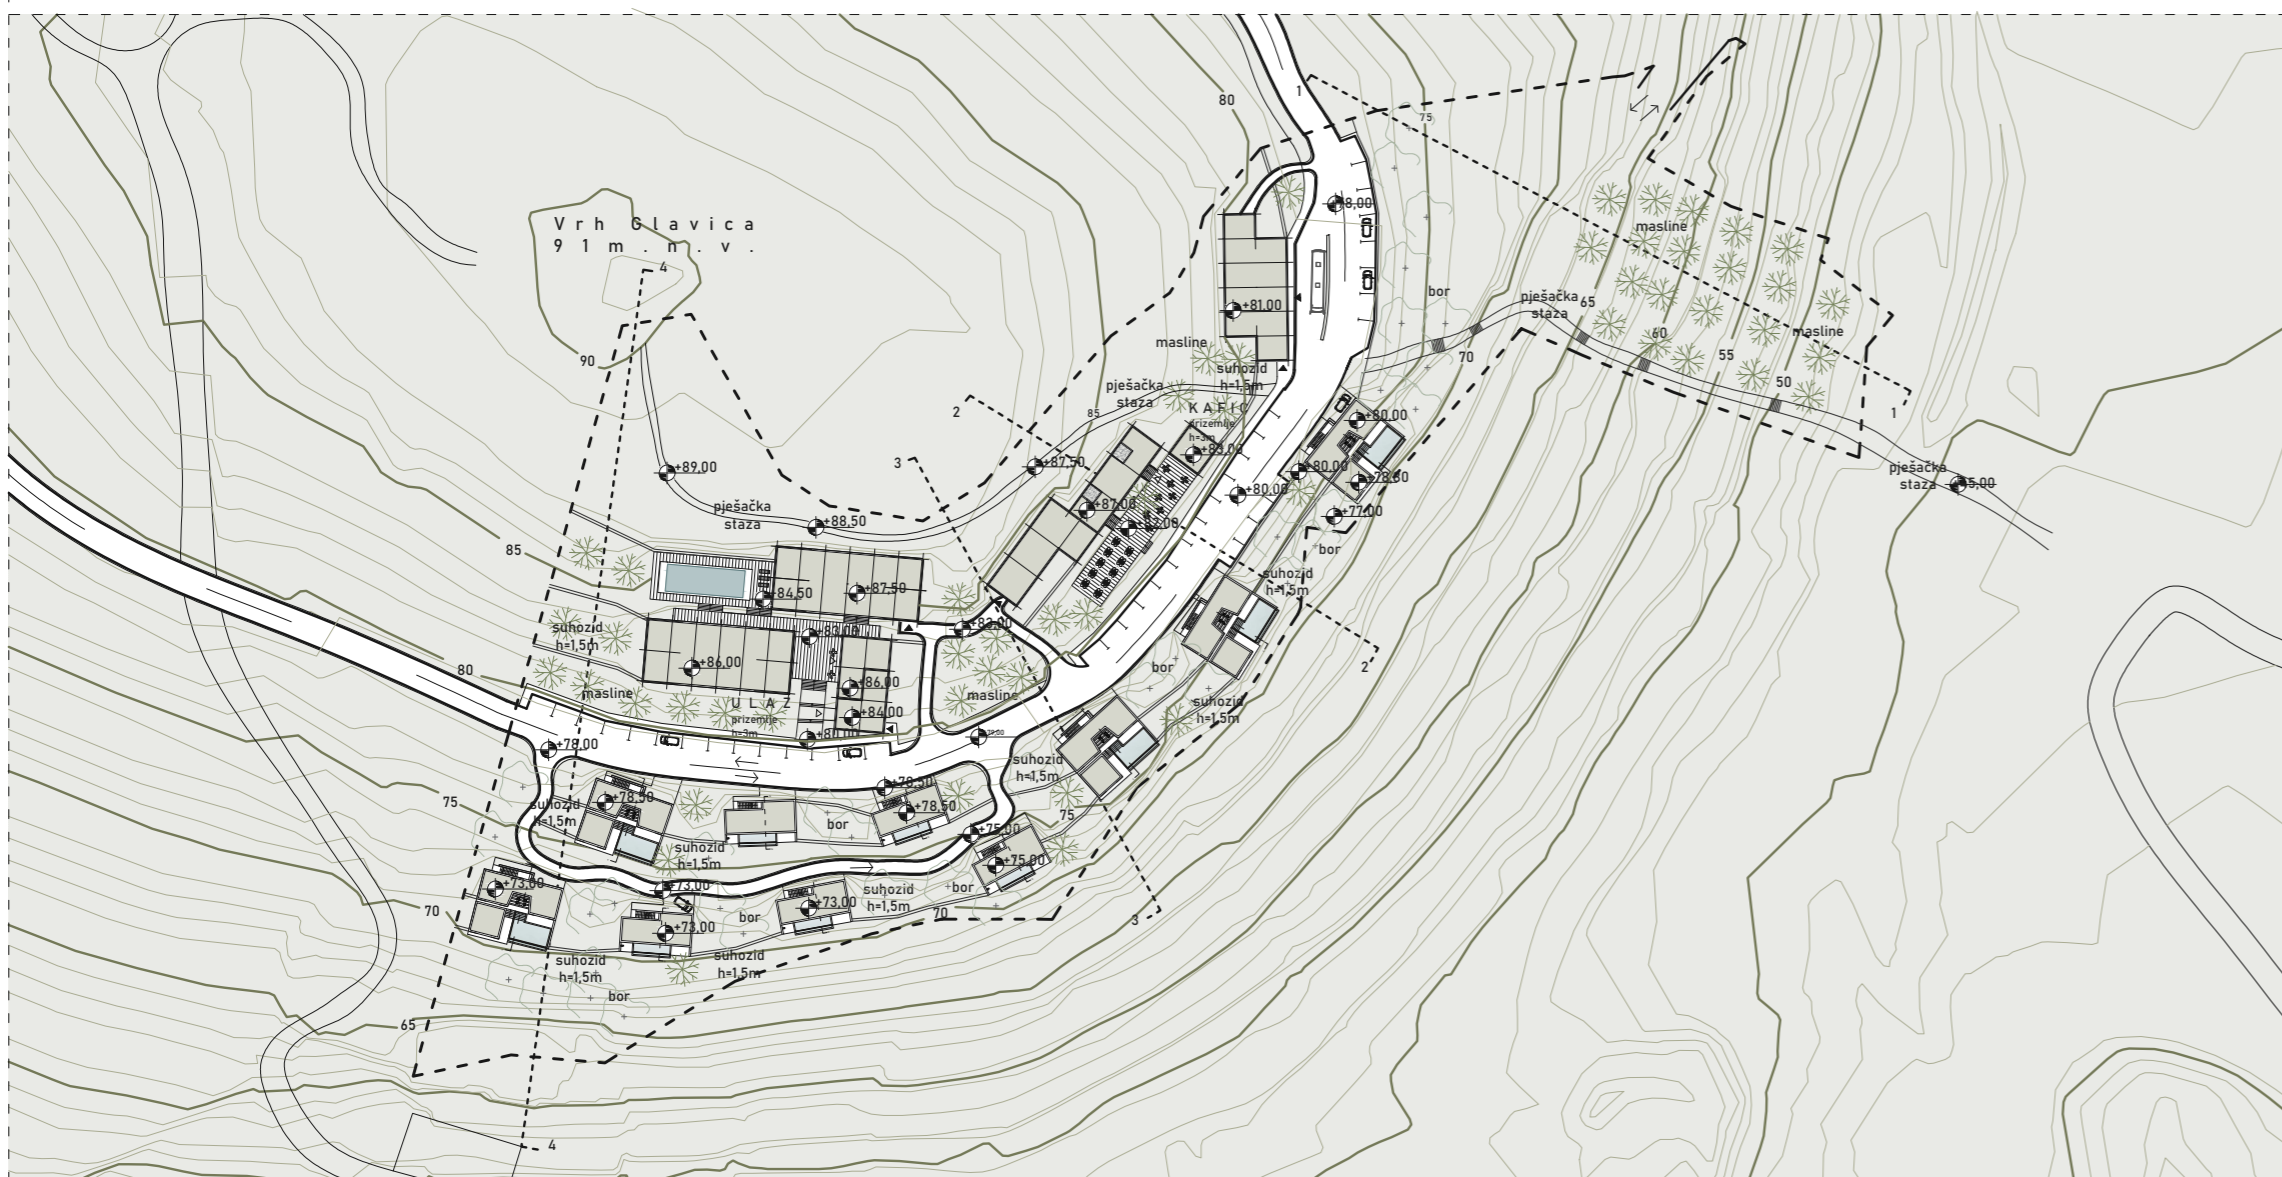 80
1
75
Vrh Glavica
91 m.n.v.
4
masline
8,00
bor
+81,00
pješačka
staza
65
masline
60
masline
70
55
90
suhozid
h=1,5m
pješačka
staza
50
2
KAFIĆ
prizemlje
h=3m
85
1
+80,00
3
+83,00
+89,00
+87,50
+80,00
pješačka
staza
5,00
+78,80
+80,00
pješačka
staza
+87,00
+77,00
+88,50
+82,00
bor
85
suhozid
h=1,5m
+84,50
+87,50
suhozid
h=1,5m
+83,00
+83,00
+86,00
bor
2
80
+86,00
masline
masline
ULAZ
prizemlje
h=3m
+84,00
suhozid
h=1,5m
+80,00
79,00
+78,00
suhozid
h=1,5m
+78,50
75
suhozid
h=1,5m
+78,50
+78,50
75
bor
+75,00
suhozid
h=1,5m
+75,00
+73,00
+73,00
suhozid
h=1,5m
bor
70
+73,00
bor
70
3
+73,00
suhozid
h=1,5m
suhozid
h=1,5m
bor
65
4